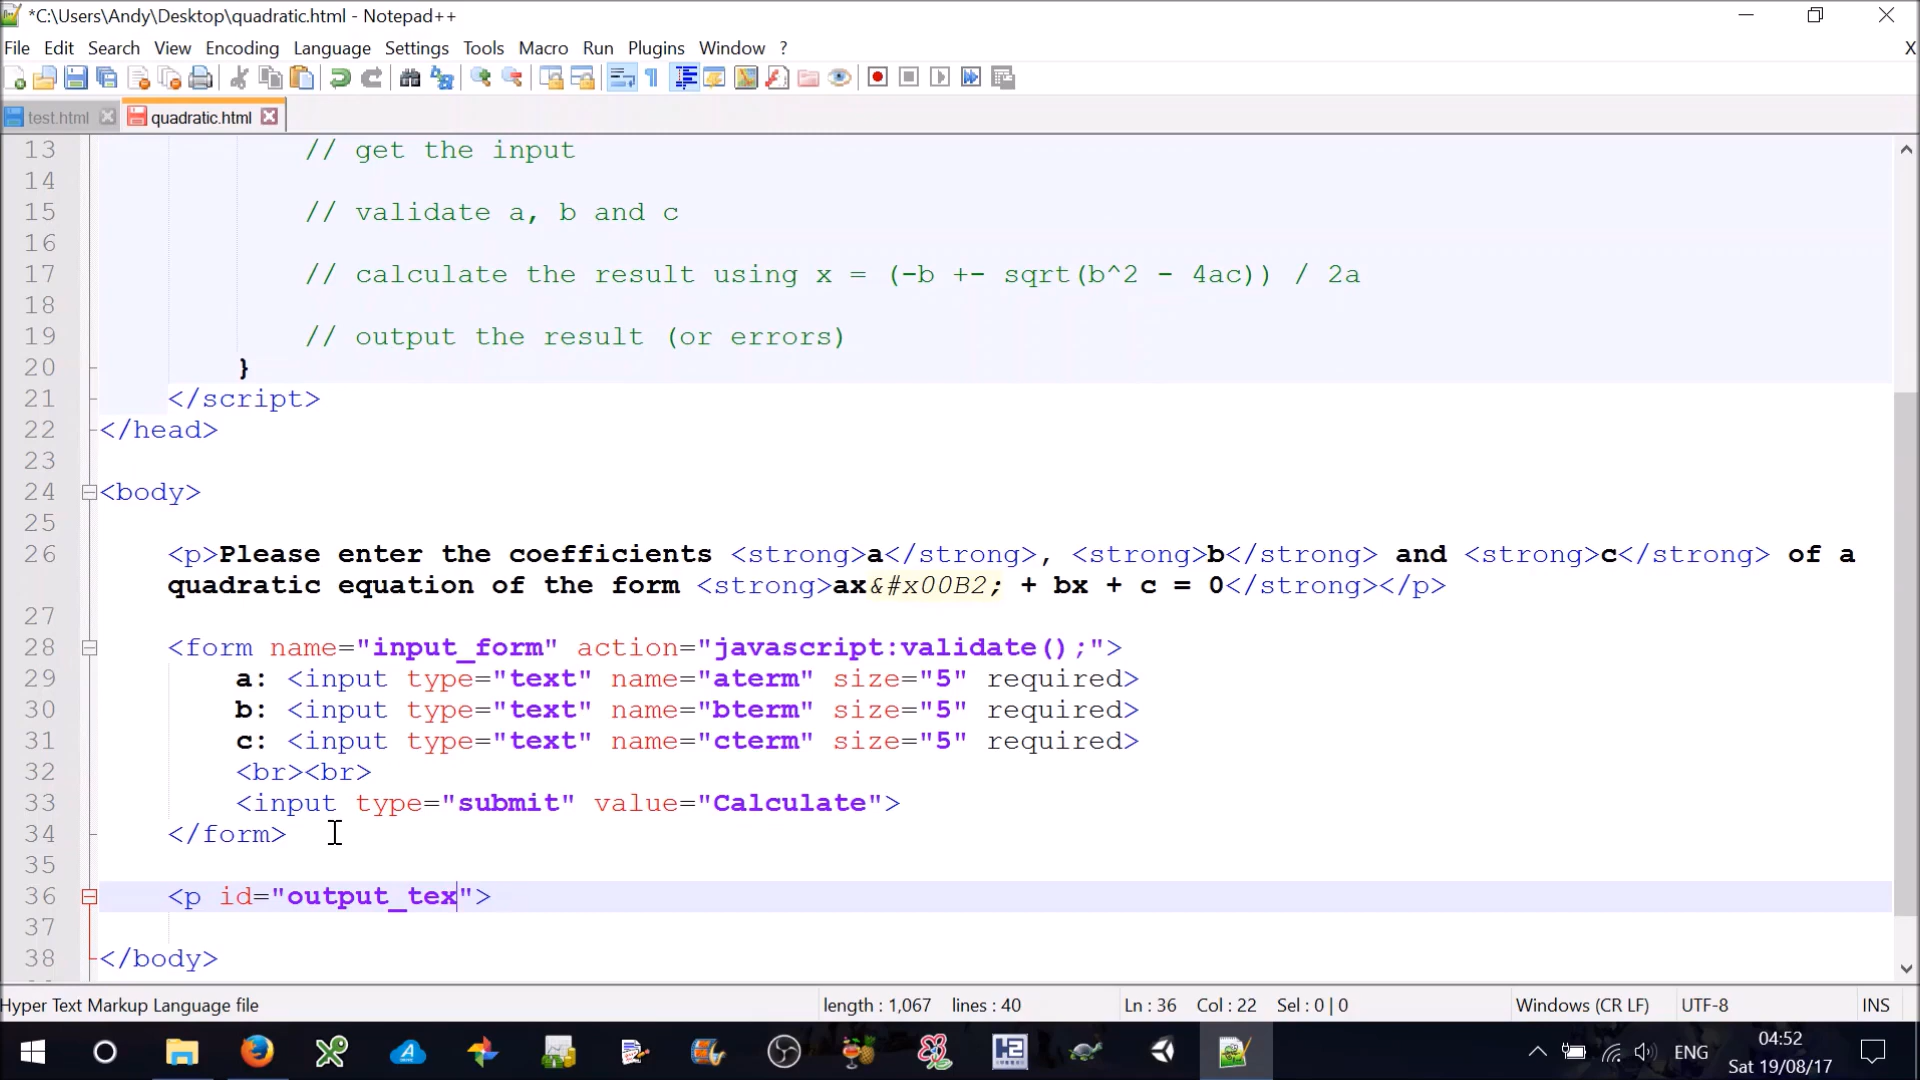 *C:\Users\Andy\Desktop\quadratic.html - Notepad++
File Edit Search View Encoding Language Settings Tools Macro Run Plugins Window ? X
test.html quadratic.html
13 // get the input
14
15 // validate a, b and c
16
17 // calculate the result using x = (-b +- sqrt(b^2 - 4ac)) / 2a
18
19 // output the result (or errors)
20 }
21 </script>
22 </head>
23
24 <body>
25
26 <p>Please enter the coefficients <strong>a</strong>, <strong>b</strong> and <strong>c</strong> of a
quadratic equation of the form <strong>ax&#x00B2; + bx + c = 0</strong></p>
27
28 <form name="input_form" action="javascript:validate();">
29 a: <input type="text" name="aterm" size="5" required>
30 b: <input type="text" name="bterm" size="5" required>
31 c: <input type="text" name="cterm" size="5" required>
32 <br><br>
33 <input type="submit" value="Calculate">
34 </form>
35
36 <p id="output_tex">
37
38 </body>
Hyper Text Markup Language file length : 1,067 lines : 40 Ln : 36 Col : 22 Sel : 0 | 0 Windows (CR LF) UTF-8 INS
ENG
04:52
Sat 19/08/17